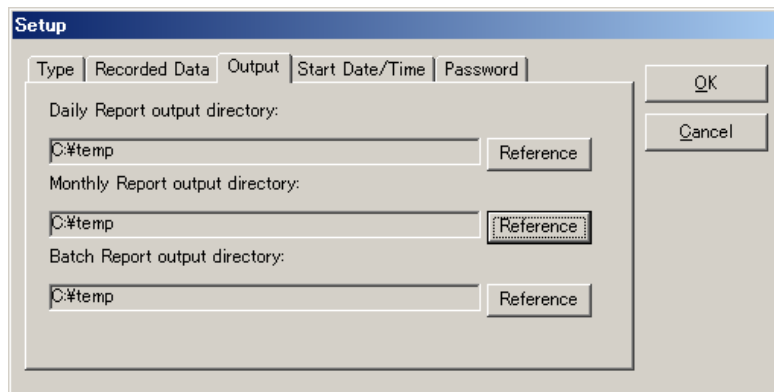 Setup
Type Recorded Data Output Start Date/Time Password
OK
Cancel
Daily Report output directory:
C:¥temp Reference
Monthly Report output directory:
C:¥temp Reference
Batch Report output directory:
C:¥temp Reference